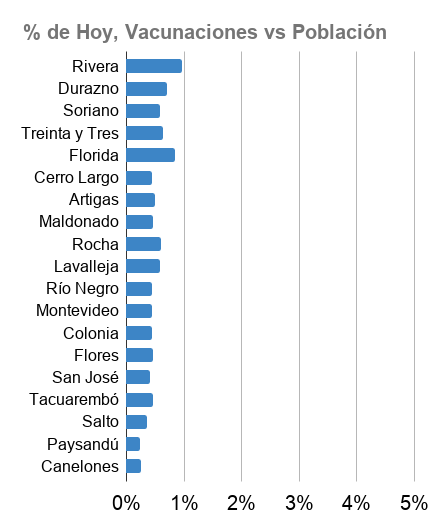 % de Hoy, Vacunaciones vs Población
Rivera
Durazno
Soriano
Treinta y Tres
Florida
Cerro Largo
Artigas
Maldonado
Rocha
Lavalleja
Río Negro
Montevideo
Colonia
Flores
San José
Tacuarembó
Salto
Paysandú
Canelones
0% 1% 2% 3% 4% 5%